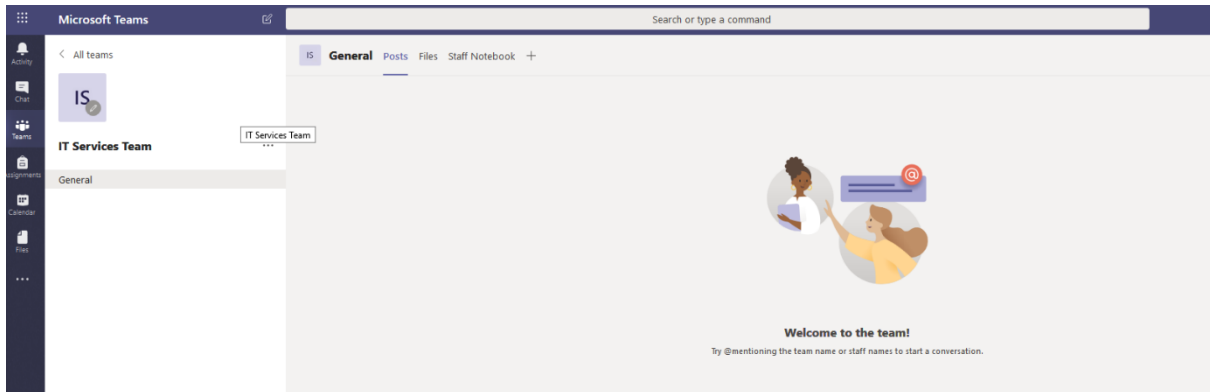 Microsoft Teams
Search or type a command
Activity
Chat
Teams
Assignments
Calendar
Files
...
All teams
IS
IT Services Team
IT Services Team
...
General
IS General Posts Files Staff Notebook +
@
Welcome to the team!
Try @mentioning the team name or staff names to start a conversation.